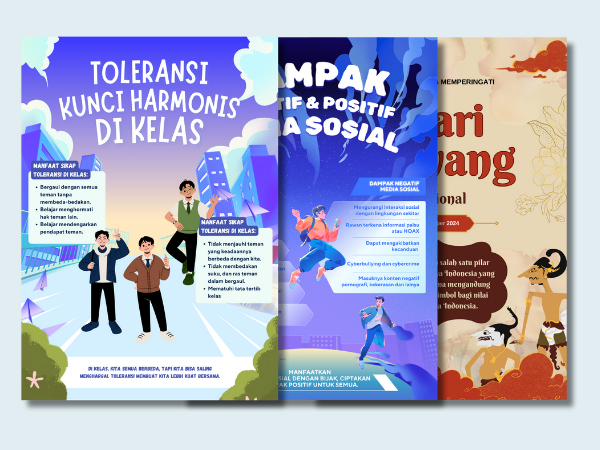 TOLERANSI
KUNCI HARMONIS
DI KELAS
MANFAAT SIKAP
TOLERANSI DI KELAS:
Bergaul dengan semua
teman tanpa
membeda-bedakan.
Belajar menghormati
hak teman lain.
Belajar mendengarkan
pendapat teman.
MANFAAT SIKAP
TOLERANSI DI KELAS:
Tidak menjauhi teman
yang keadaannya
berbeda dengan kita.
Tidak membedakan
suku, dan ras teman
dalam bergaul.
Mematuhi tata tertib
kelas
DI KELAS, KITA SEMUA BERBEDA, TAPI KITA BISA SALING
MENGHARGAI. TOLERANSI MEMBUAT KITA LEBIH KUAT BERSAMA.
AMPAK
TIF & POSITIF
IA SOSIAL
DAMPAK NEGATIF
MEDIA SOSIAL
Mengurangi interaksi sosial
dengan lingkungan sekitar
Rawan terkena informasi palsu
atau HOAX
Dapat mengakibatkan
kecanduan
Cyberbullying dan cybercrime
Masuknya konten negatif
pornografi, kekerasan dan lainya
MANFAATKAN
SIAL DENGAN BIJAK, CIPTAKAN
AK POSITIF UNTUK SEMUA.
MEMPERINGATI
ari
yang
ional
ber 2024
salah satu pilar
a Indonesia yang
na mengandung
mbol bagi nilai
a Indonesia.